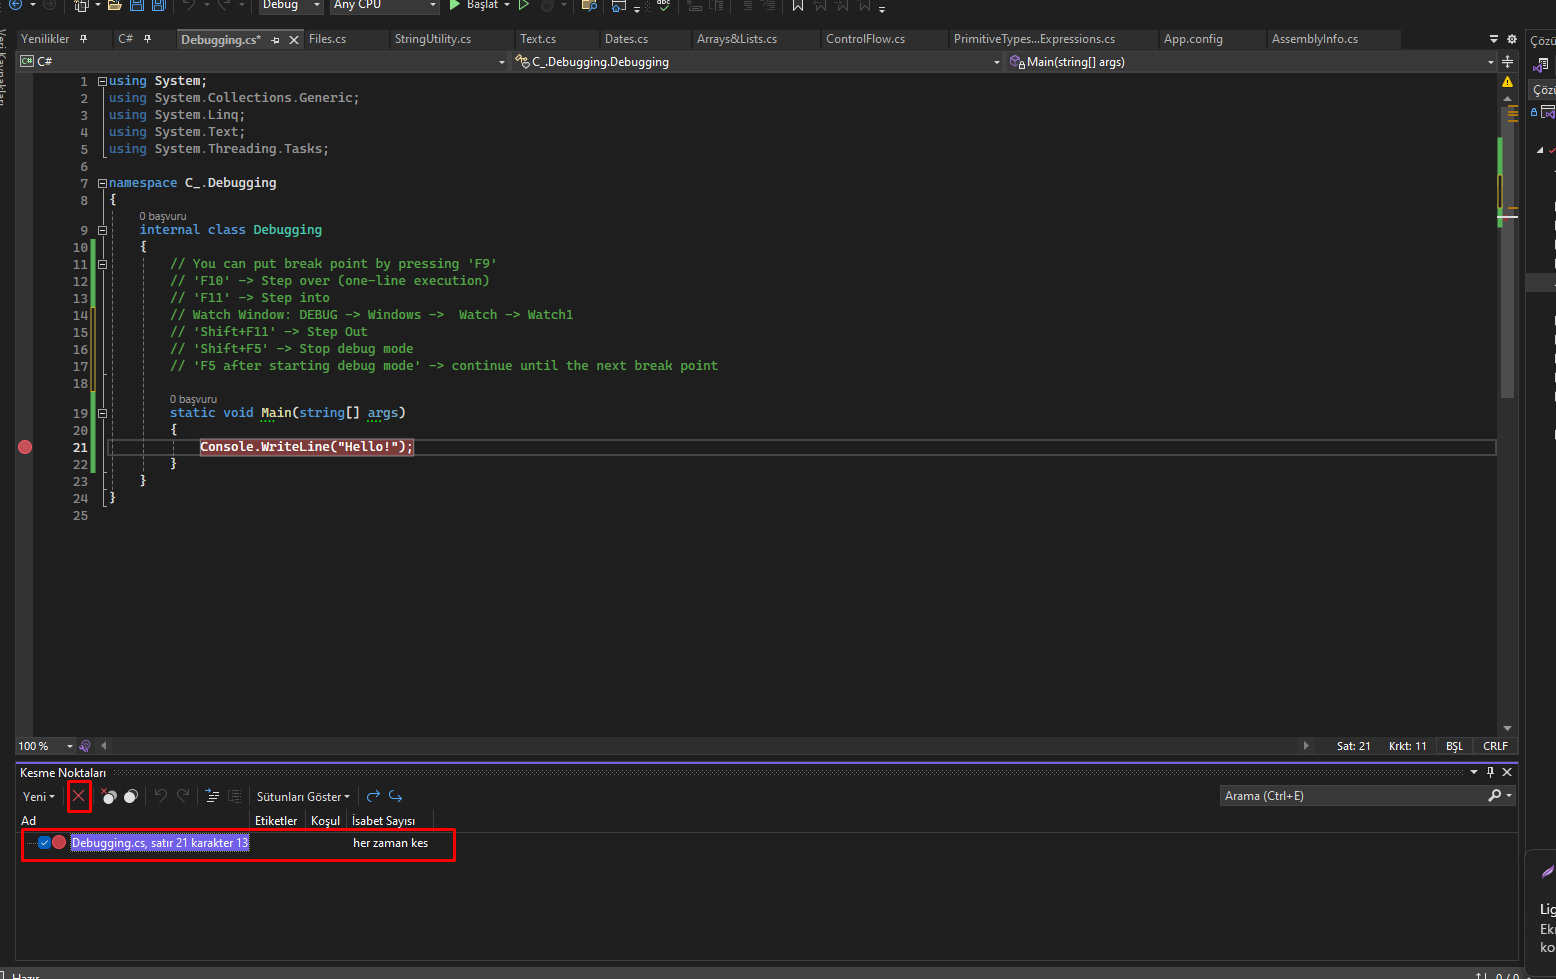 Debug Any CPU Başlat
Yenilikler C# Debugging.cs* Files.cs StringUtility.cs Text.cs Dates.cs Arrays&Lists.cs ControlFlow.cs PrimitiveTypes...Expressions.cs App.config AssemblyInfo.cs
Çözü
C# C# C_.Debugging.Debugging Main(string[] args)
Çözü
1 using System;
2 using System.Collections.Generic;
3 using System.Linq;
4 using System.Text;
5 using System.Threading.Tasks;
6
7 namespace C_.Debugging
8 {
0 başvuru
9 internal class Debugging
10 {
11 // You can put break point by pressing 'F9'
12 // 'F10' -> Step over (one-line execution)
13 // 'F11' -> Step into
14 // Watch Window: DEBUG -> Windows ->  Watch -> Watch1
15 // 'Shift+F11' -> Step Out
16 // 'Shift+F5' -> Stop debug mode
17 // 'F5 after starting debug mode' -> continue until the next break point
18
0 başvuru
19 static void Main(string[] args)
20 {
21 Console.WriteLine("Hello!");
22 }
23 }
24 }
25
100 % Sat: 21 Krkt: 11 BŞL CRLF
Kesme Noktaları
Yeni Sütunları Göster Arama (Ctrl+E)
Ad Etiketler Koşul İsabet Sayısı
Debugging.cs, satır 21 karakter 13 her zaman kes
Lig
Ekr
ko
Hazır 0 / 0